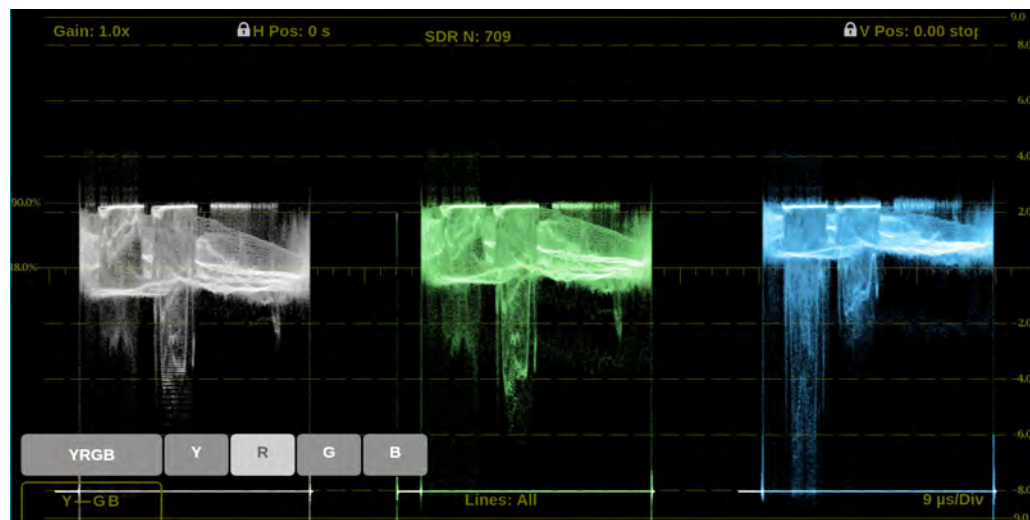 Gain: 1.0x
H Pos: 0 s
SDR N: 709
V Pos: 0.00 stop
9.0
8.0
6.0
4.0
90.0%
2.0
18.0%
-2.0
-4.0
-6.0
YRGB
Y
R
G
B
Y—GB
Lines: All
9 µs/Div
-8.0
-9.0